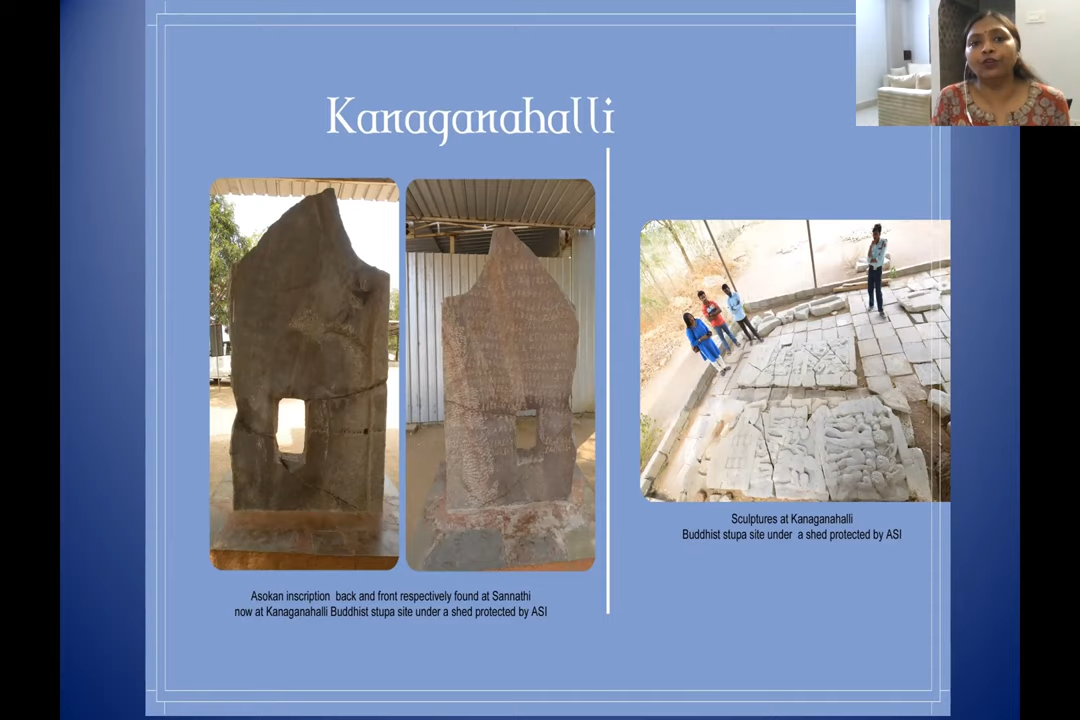 Kanaganahalli
Asokan inscription back and front respectively found at Sannathi
now at Kanaganahalli Buddhist stupa site under a shed protected by ASI
Sculptures at Kanaganahalli
Buddhist stupa site under a shed protected by ASI